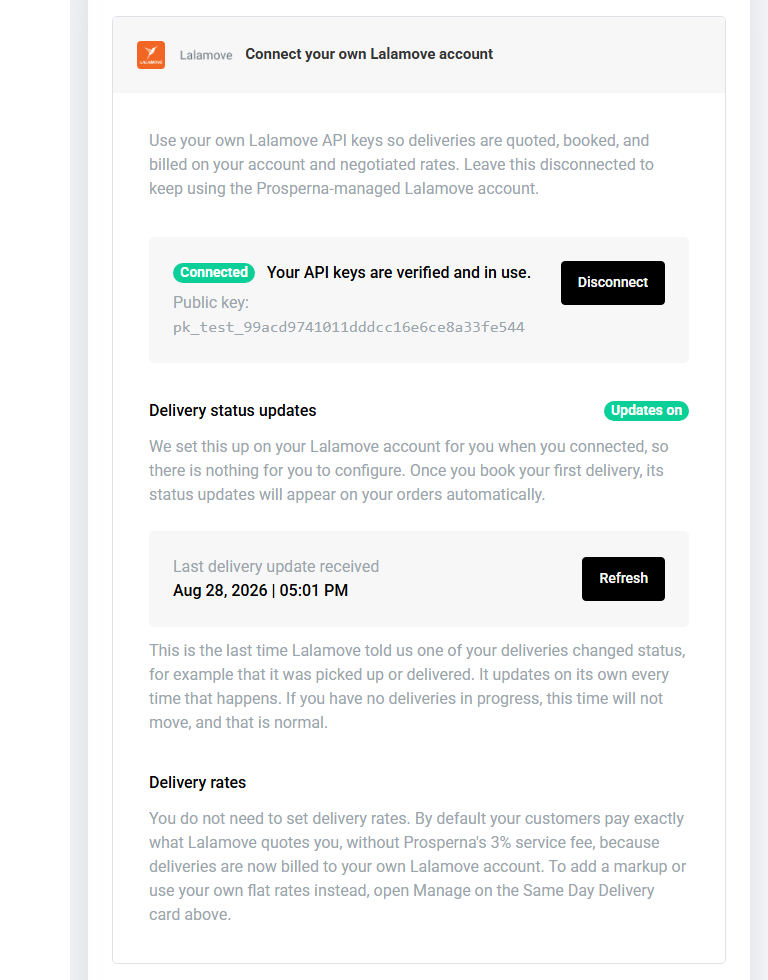 LALAMOVE
Lalamove Connect your own Lalamove account
Use your own Lalamove API keys so deliveries are quoted, booked, and
billed on your account and negotiated rates. Leave this disconnected to
keep using the Prosperna-managed Lalamove account.
Connected Your API keys are verified and in use.
Disconnect
Public key:
pk_test_99acd9741011dddcc16e6ce8a33fe544
Delivery status updates
Updates on
We set this up on your Lalamove account for you when you connected, so
there is nothing for you to configure. Once you book your first delivery, its
status updates will appear on your orders automatically.
Last delivery update received
Aug 28, 2026 | 05:01 PM
Refresh
This is the last time Lalamove told us one of your deliveries changed status,
for example that it was picked up or delivered. It updates on its own every
time that happens. If you have no deliveries in progress, this time will not
move, and that is normal.
Delivery rates
You do not need to set delivery rates. By default your customers pay exactly
what Lalamove quotes you, without Prosperna's 3% service fee, because
deliveries are now billed to your own Lalamove account. To add a markup or
use your own flat rates instead, open Manage on the Same Day Delivery
card above.